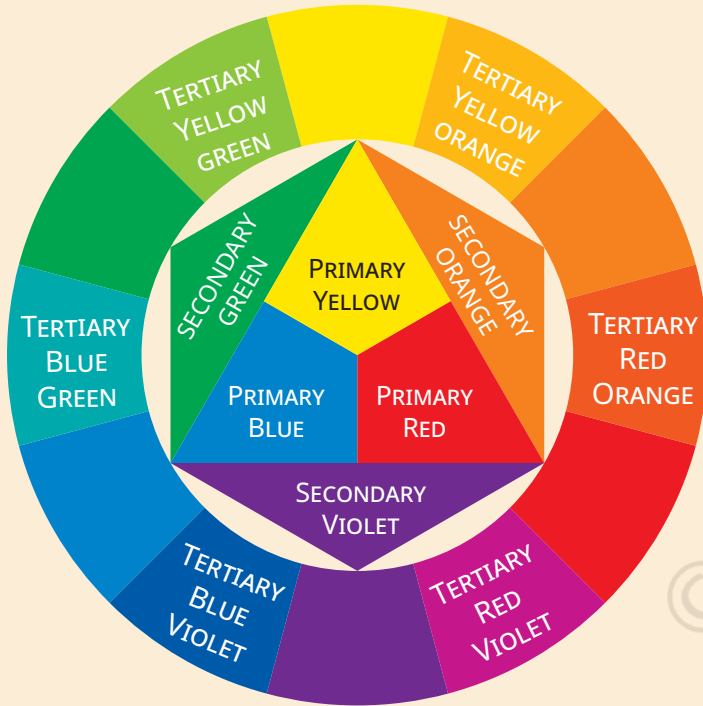 TERTIARY
YELLOW
GREEN
TERTIARY
YELLOW
ORANGE
SECONDARY
GREEN
PRIMARY
YELLOW
SECONDARY
ORANGE
TERTIARY
BLUE
GREEN
TERTIARY
RED
ORANGE
PRIMARY
BLUE
PRIMARY
RED
SECONDARY
VIOLET
TERTIARY
BLUE
VIOLET
TERTIARY
RED
VIOLET
©